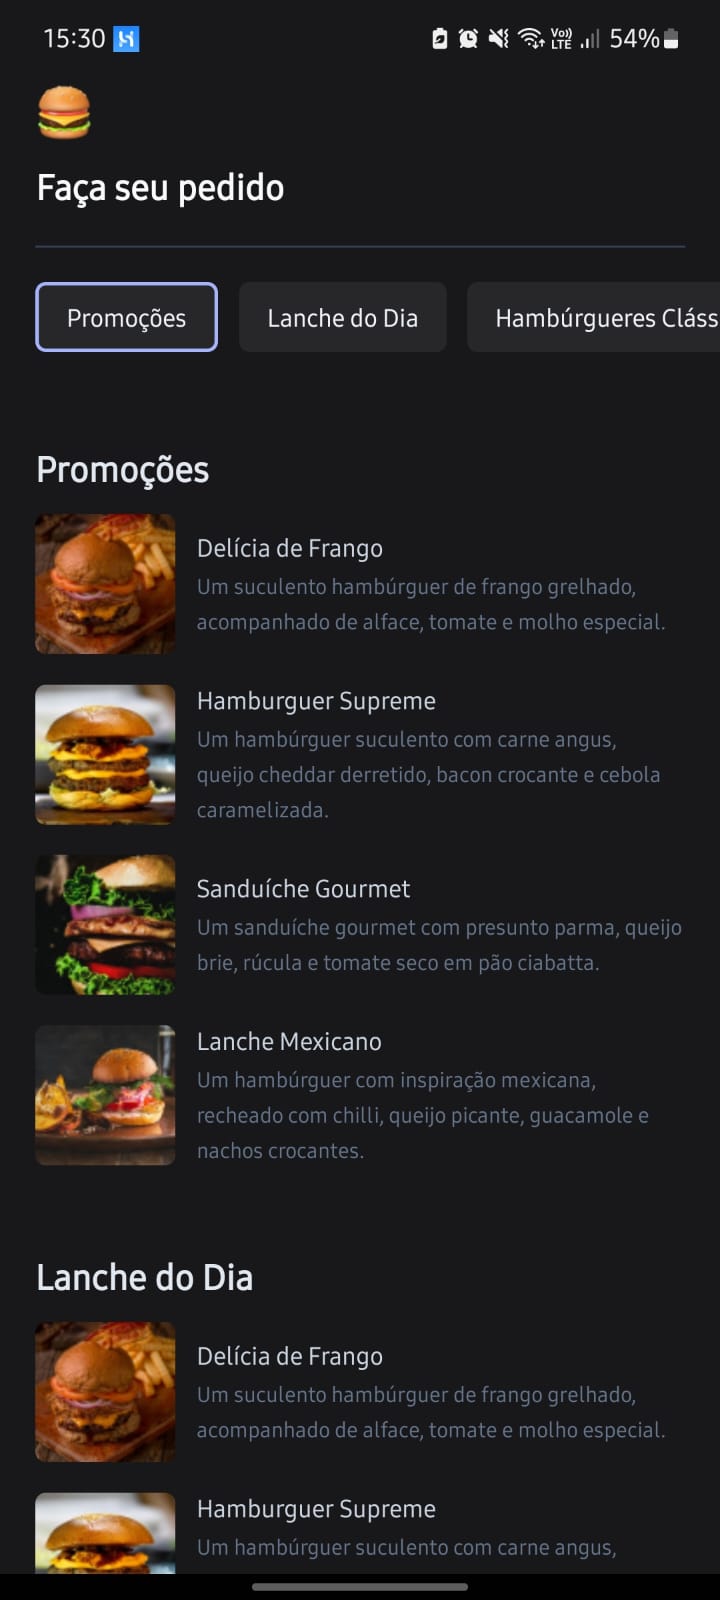 15:30
Vo))
LTE
54%
Faça seu pedido
Promoções
Lanche do Dia
Hambúrgueres Cláss
Promoções
Delícia de Frango
Um suculento hambúrguer de frango grelhado,
acompanhado de alface, tomate e molho especial.
Hamburguer Supreme
Um hambúrguer suculento com carne angus,
queijo cheddar derretido, bacon crocante e cebola
caramelizada.
Sanduíche Gourmet
Um sanduíche gourmet com presunto parma, queijo
brie, rúcula e tomate seco em pão ciabatta.
Lanche Mexicano
Um hambúrguer com inspiração mexicana,
recheado com chilli, queijo picante, guacamole e
nachos crocantes.
Lanche do Dia
Delícia de Frango
Um suculento hambúrguer de frango grelhado,
acompanhado de alface, tomate e molho especial.
Hamburguer Supreme
Um hambúrguer suculento com carne angus,